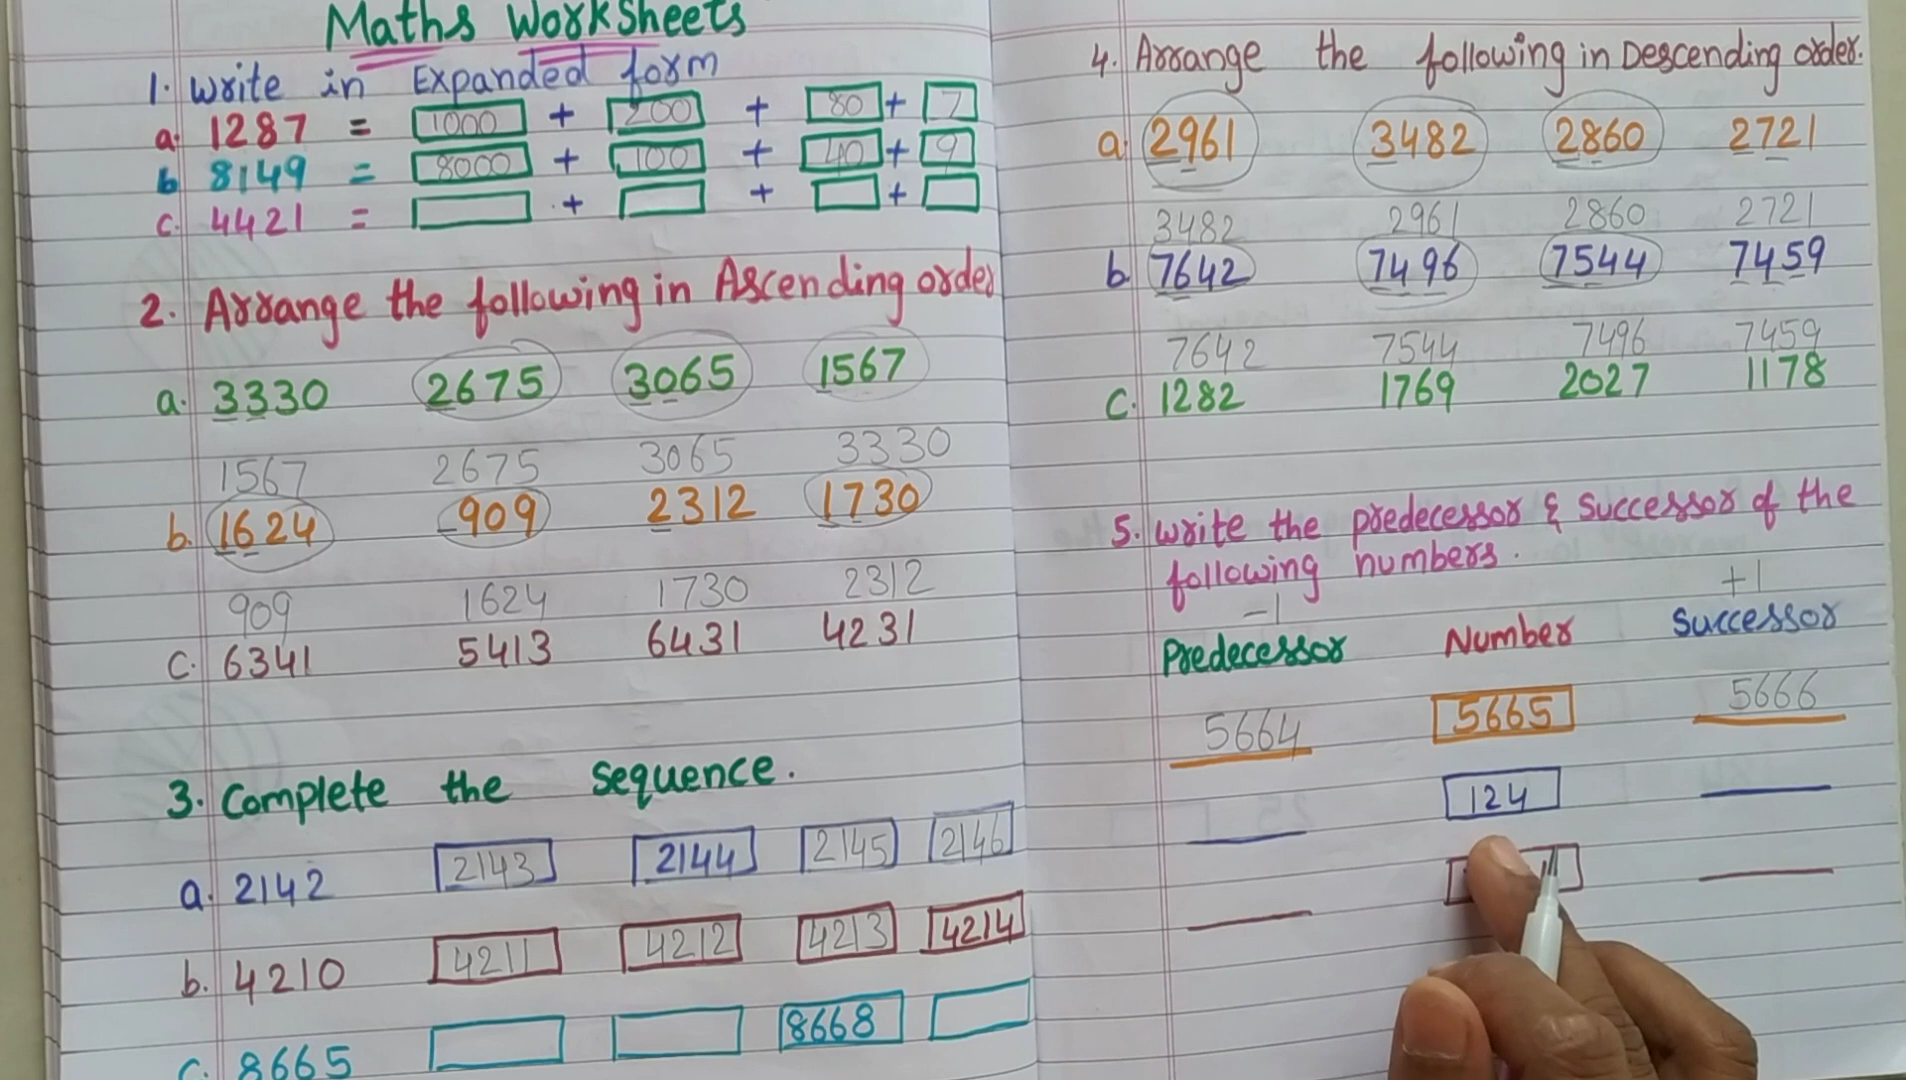 Maths Worksheets
1. Write in Expanded form
a. 1287 = 1000 + 200 + 80 + 7
b 8149 = 8000 + 100 + 40 + 9
c. 4421 = + + +
2. Arrange the following in Ascending order
a. 3330 2675 3065 1567
1567 2675 3065 3330
b. 1624 909 2312 1730
909 1624 1730 2312
c. 6341 5413 6431 4231
3. Complete the sequence.
a. 2142 2143 2144 2145 2146
b. 4210 4211 4212 4213 4214
c. 8665 8668
4. Arrange the following in Descending order.
a 2961 3482 2860 2721
3482 2961 2860 2721
b 7642 7496 7544 7459
7642 7544 7496 7459
c. 1282 1769 2027 1178
5. Write the predecessor & Successor of the
following numbers.
-1 +1
Predecessor Number Successor
5664 5665 5666
124